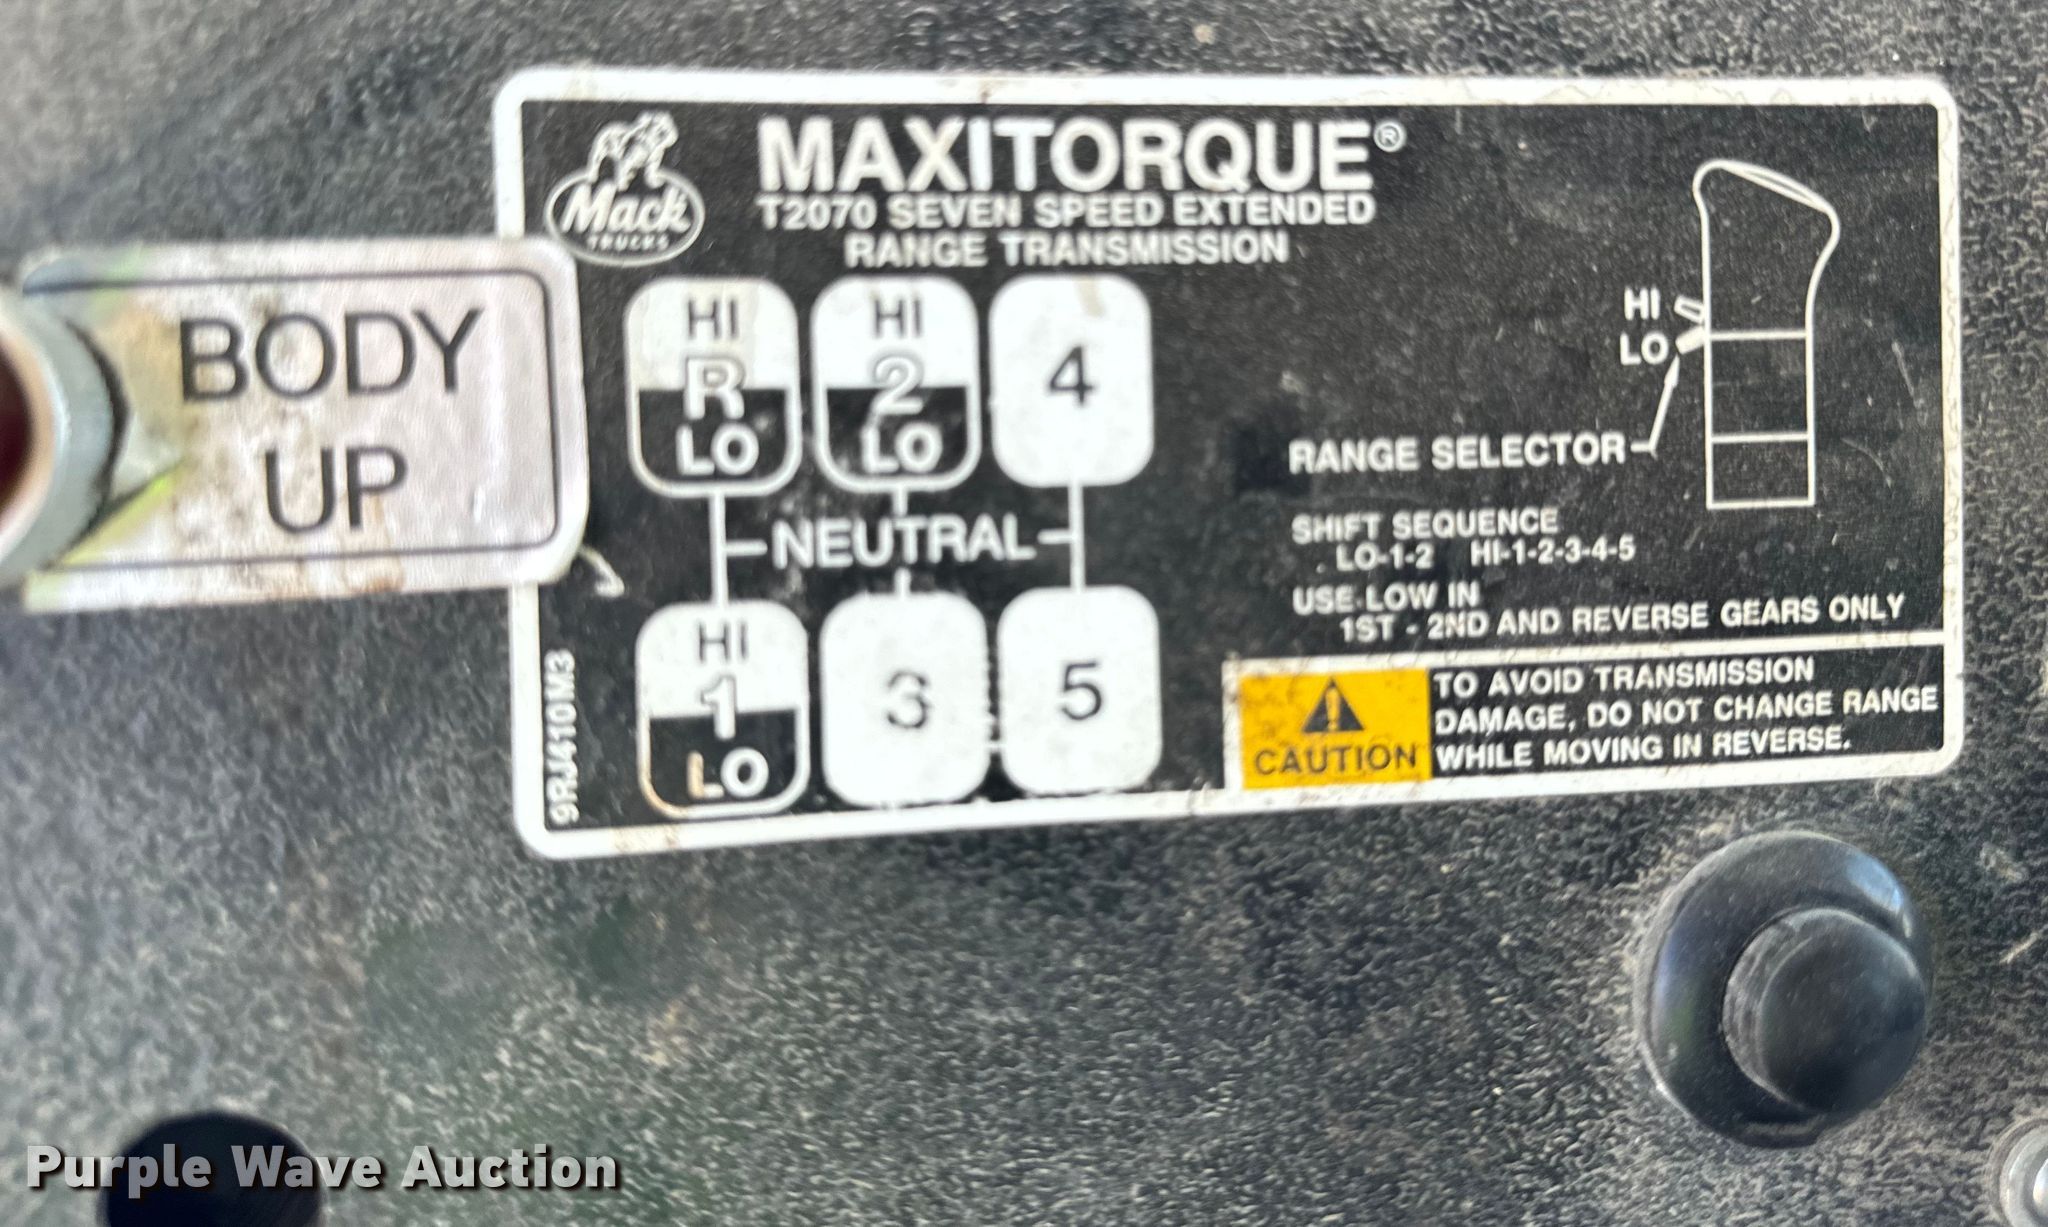 Mack
TRUCKS
MAXITORQUE®
T2070 SEVEN SPEED EXTENDED
RANGE TRANSMISSION
BODY
UP
HI
R
LO
HI
2
LO
4
NEUTRAL
HI
1
LO
3
5
HI
LO
RANGE SELECTOR
SHIFT SEQUENCE
LO-1-2 HI-1-2-3-4-5
USE LOW IN
1ST - 2ND AND REVERSE GEARS ONLY
CAUTION
TO AVOID TRANSMISSION
DAMAGE, DO NOT CHANGE RANGE
WHILE MOVING IN REVERSE.
9RJ410M3
Purple Wave Auction